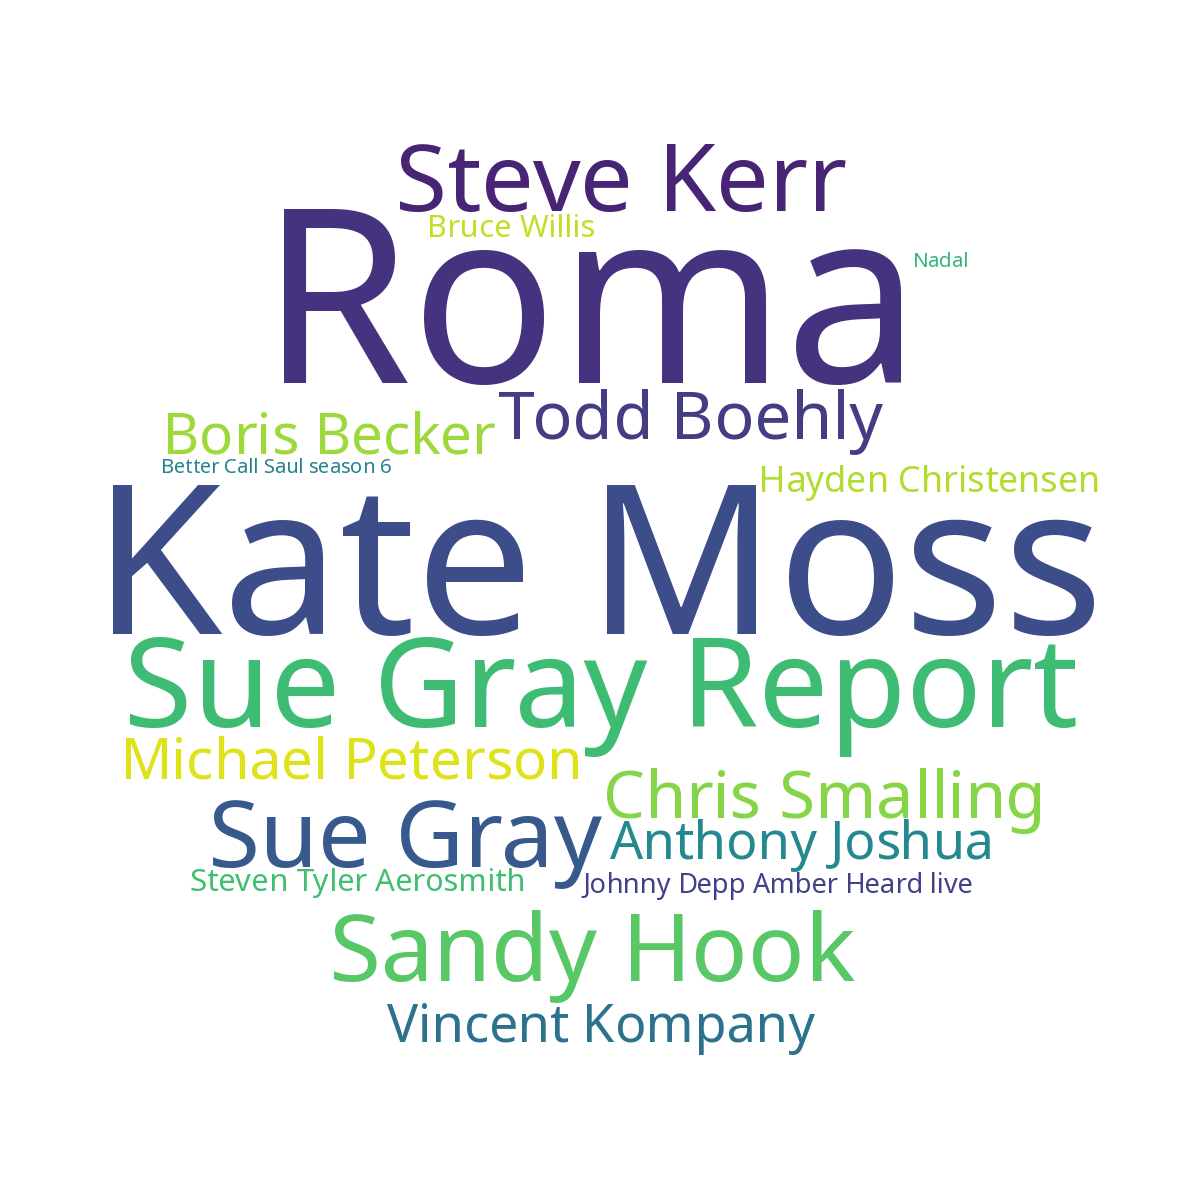 Steve Kerr
Bruce Willis
Roma
Nadal
Todd Boehly
Boris Becker
Better Call Saul season 6
Hayden Christensen
Kate Moss
Sue Gray Report
Michael Peterson
Chris Smalling
Sue Gray
Anthony Joshua
Steven Tyler Aerosmith
Johnny Depp Amber Heard live
Sandy Hook
Vincent Kompany